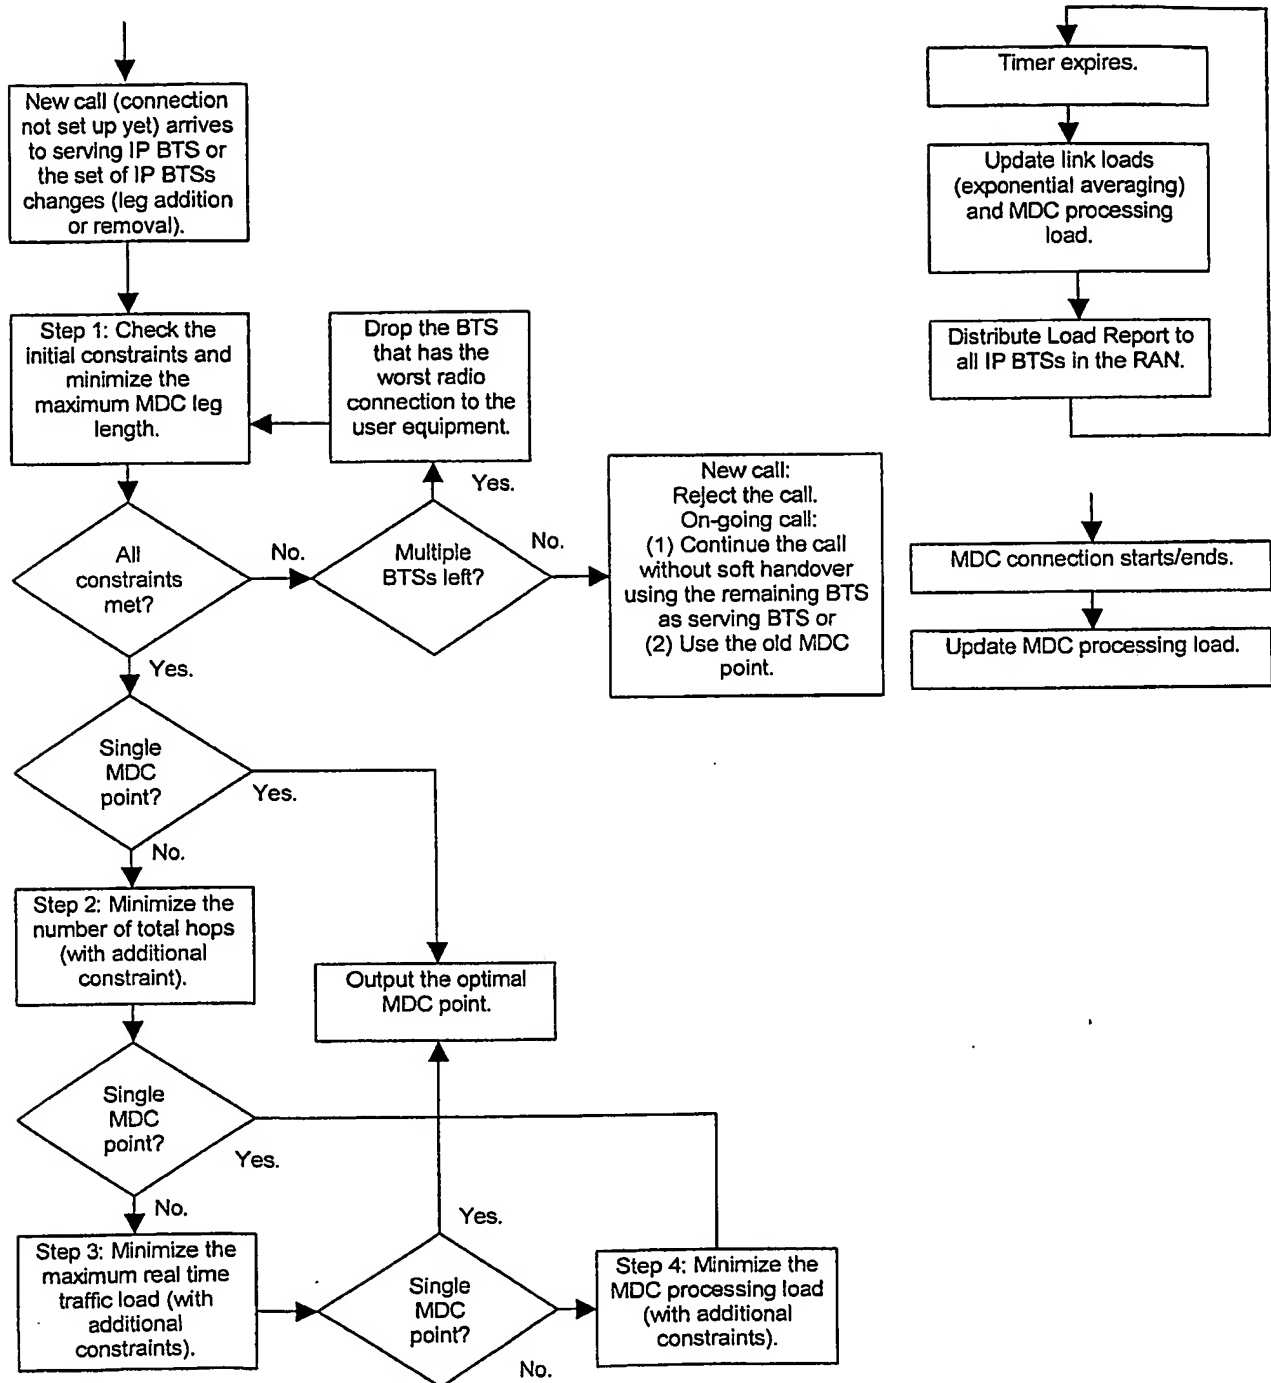 New call (connection
not set up yet) arrives
to serving IP BTS or
the set of IP BTSs
changes (leg addition
or removal).
Step 1: Check the
initial constraints and
minimize the
maximum MDC leg
length.
Drop the BTS
that has the
worst radio
connection to the
user equipment.
Yes.
All
constraints
met?
No.
Multiple
BTSs left?
No.
New call:
Reject the call.
On-going call:
(1) Continue the call
without soft handover
using the remaining BTS
as serving BTS or
(2) Use the old MDC
point.
Yes.
Single
MDC
point?
Yes.
No.
Step 2: Minimize the
number of total hops
(with additional
constraint).
Output the optimal
MDC point.
Single
MDC
point?
Yes.
No.
Step 3: Minimize the
maximum real time
traffic load (with
additional
constraints).
Yes.
Single
MDC
point?
No.
Step 4: Minimize the
MDC processing load
(with additional
constraints).
Timer expires.
Update link loads
(exponential averaging)
and MDC processing
load.
Distribute Load Report to
all IP BTSs in the RAN.
MDC connection starts/ends.
Update MDC processing load.